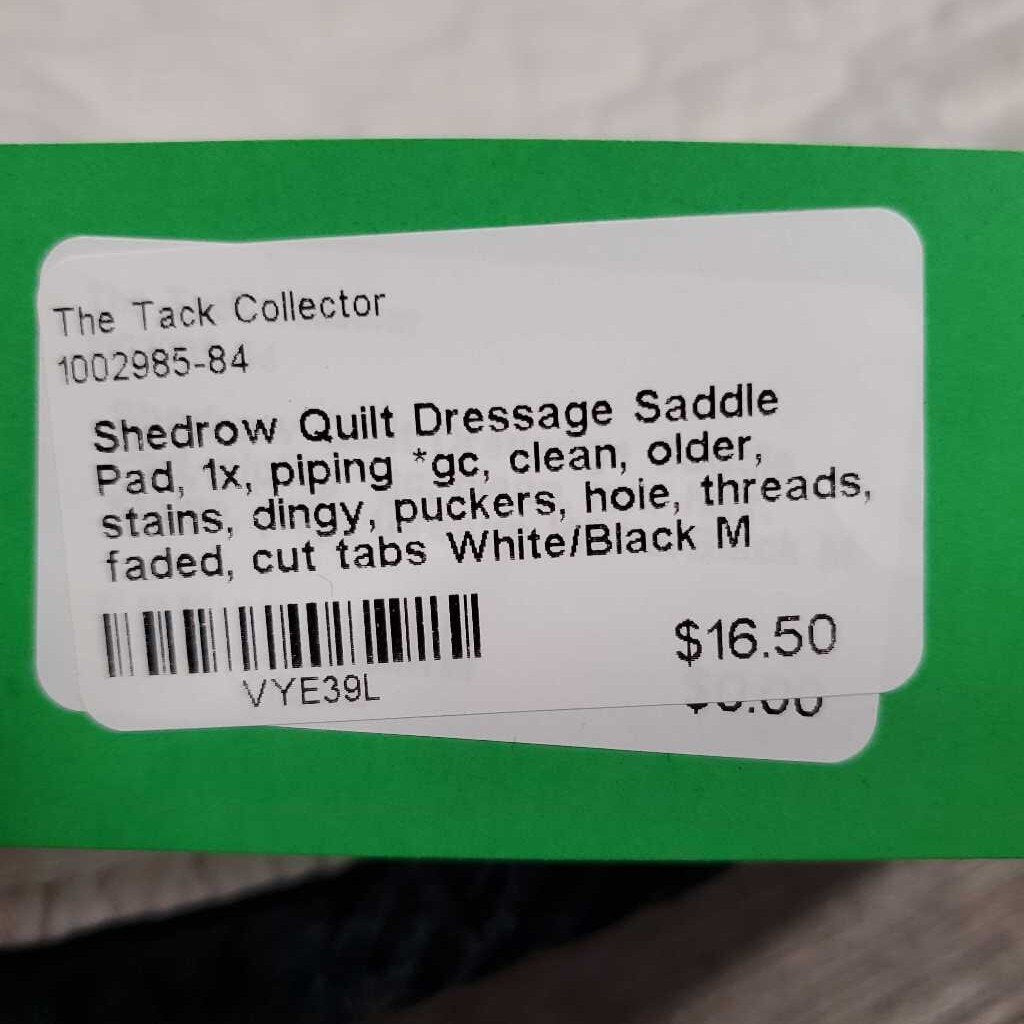 The Tack Collector
1002985-84
Shedrow Quilt Dressage Saddle
Pad, 1x, piping *gc, clean, older,
stains, dingy, puckers, hoie, threads,
faded, cut tabs White/Black M
$16.50
VYE39L